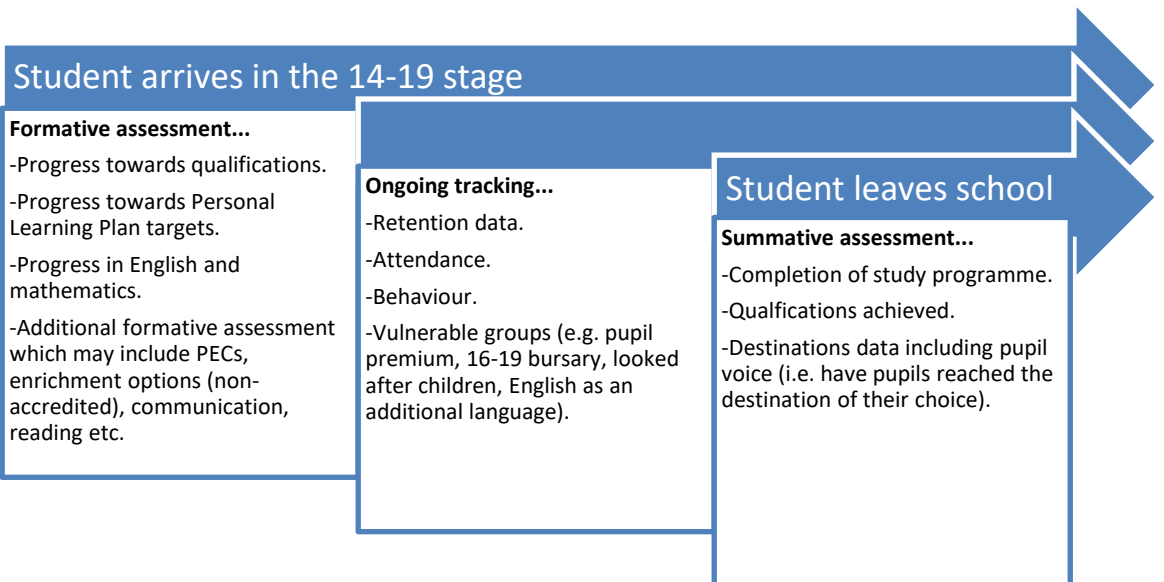 Student arrives in the 14-19 stage
Formative assessment...
-Progress towards qualifications.
-Progress towards Personal
Learning Plan targets.
-Progress in English and
mathematics.
-Additional formative assessment
which may include PECs,
enrichment options (non-
accredited), communication,
reading etc.
Ongoing tracking...
-Retention data.
-Attendance.
-Behaviour.
-Vulnerable groups (e.g. pupil
premium, 16-19 bursary, looked
after children, English as an
additional language).
Student leaves school
Summative assessment...
-Completion of study programme.
-Qualfications achieved.
-Destinations data including pupil
voice (i.e. have pupils reached the
destination of their choice).